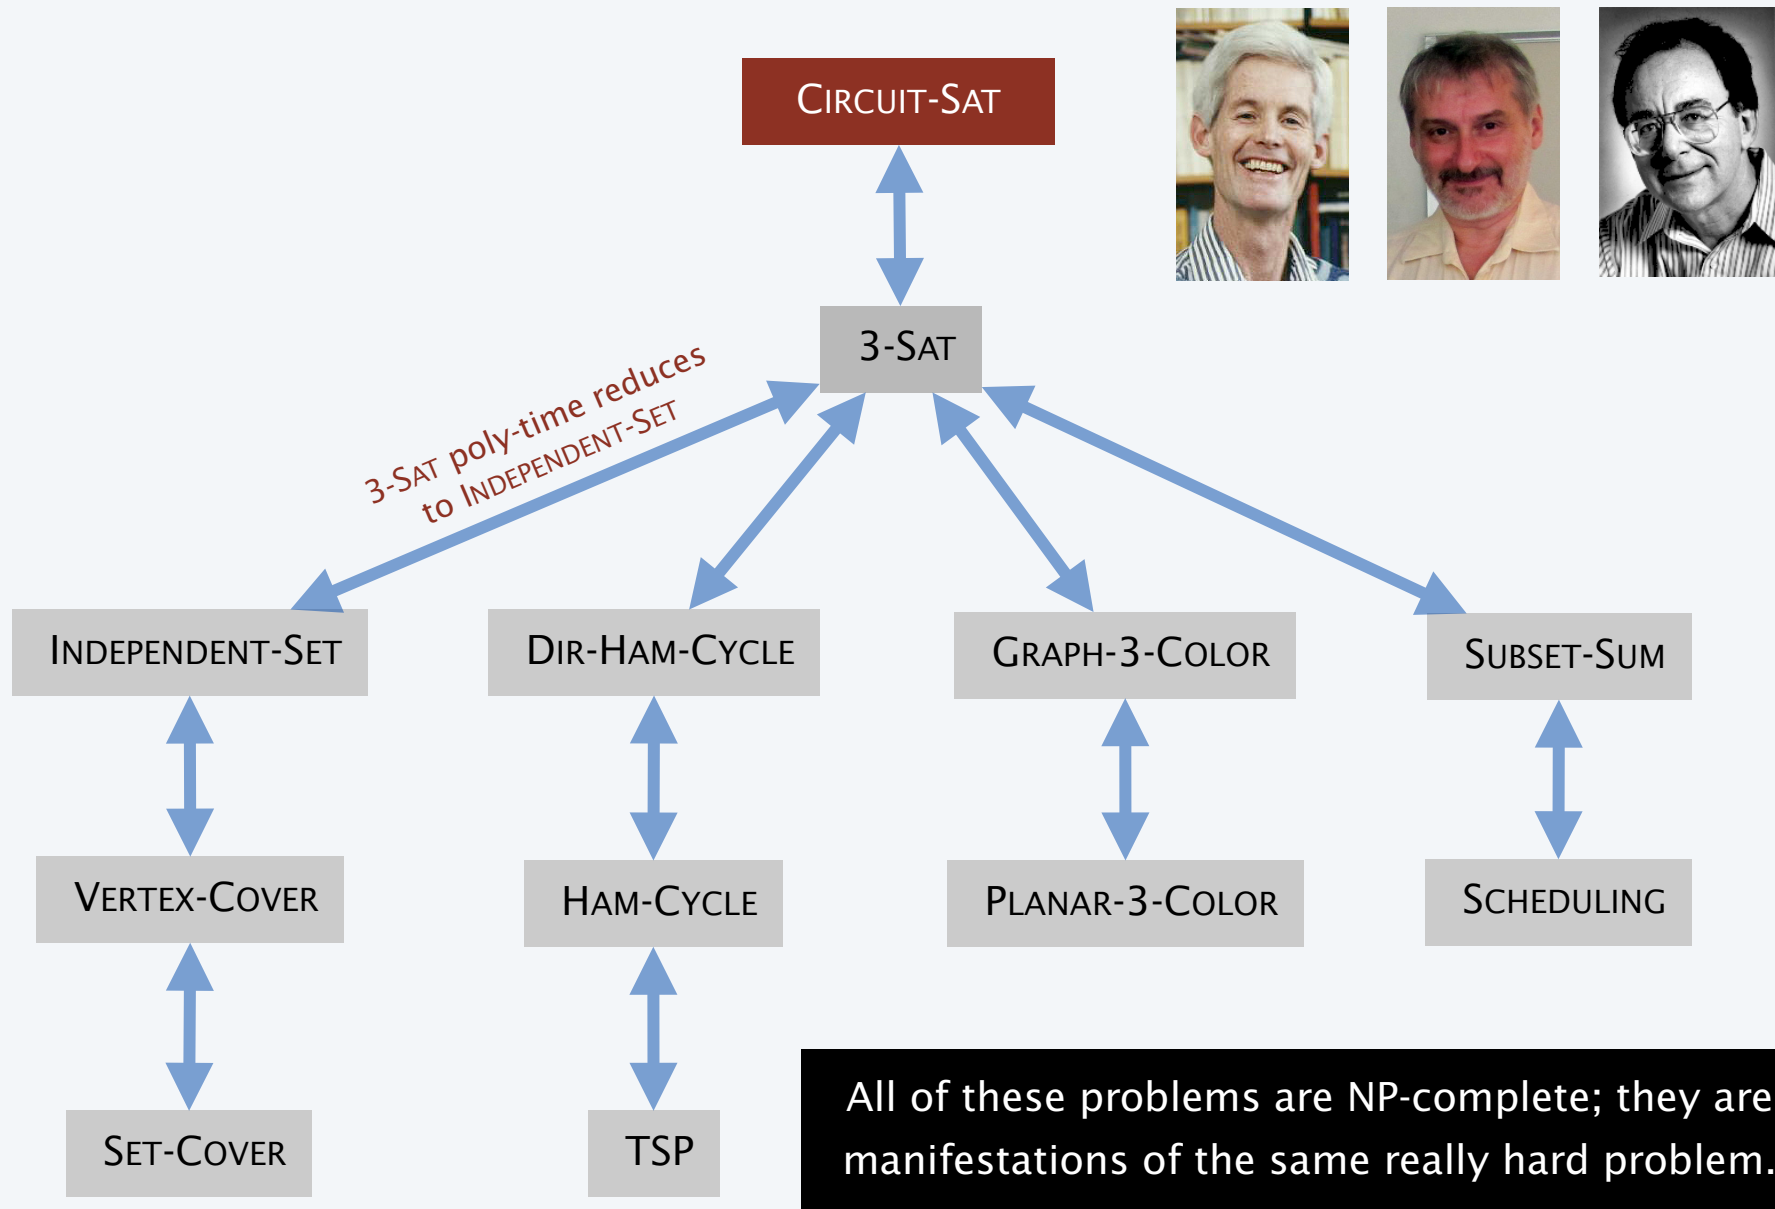 CIRCUIT-SAT
3-SAT
3-SAT poly-time reduces
to INDEPENDENT-SET
INDEPENDENT-SET
DIR-HAM-CYCLE
GRAPH-3-COLOR
SUBSET-SUM
VERTEX-COVER
HAM-CYCLE
PLANAR-3-COLOR
SCHEDULING
SET-COVER
TSP
All of these problems are NP-complete; they are
manifestations of the same really hard problem.